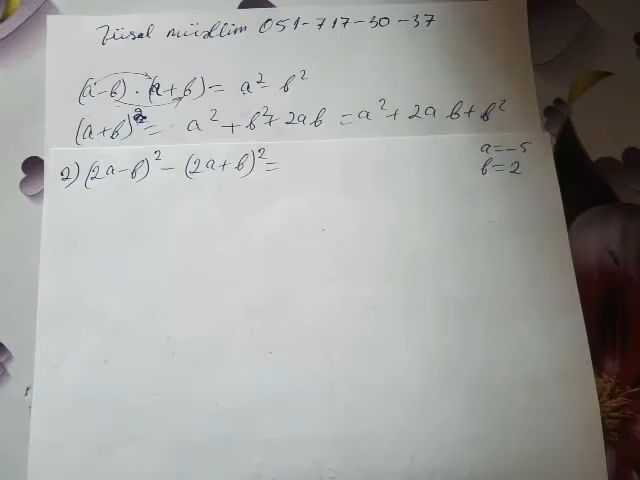 müəllim 051-717-30-37
(a-b)·(a+b)=a²-b²
(a+b)²= a²+b²+2ab=a²+2ab+b²
2)(2a-b)²-(2a+b)²=
a=-5
b=2